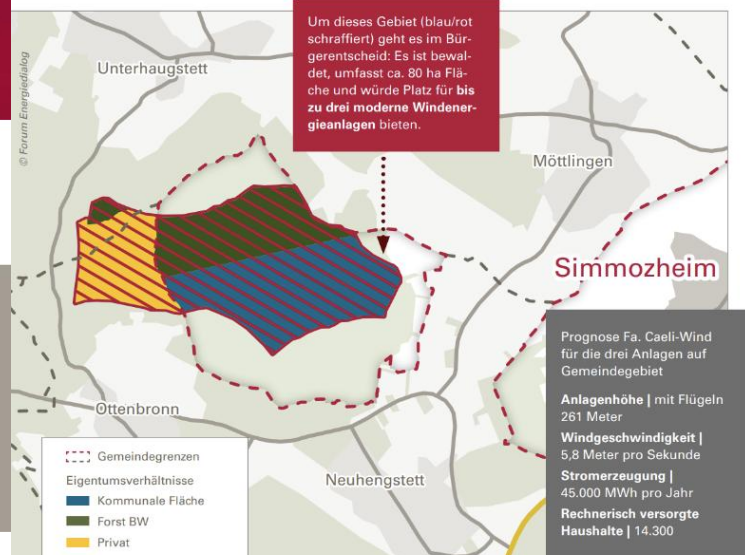 Um dieses Gebiet (blau/rot
schraffiert) geht es im Bür-
gerentscheid: Es ist bewal-
det, umfasst ca. 80 ha Flä-
che und würde Platz für bis
zu drei moderne Windener-
gieanlagen bieten.
© Forum Energiedialog
Unterhaugstett
Möttlingen
Simmozheim
Ottenbronn
Neuhengstett
Gemeindegrenzen
Eigentumsverhältnisse
Kommunale Fläche
Forst BW
Privat
Prognose Fa. Caeli-Wind
für die drei Anlagen auf
Gemeindegebiet
Anlagenhöhe | mit Flügeln
261 Meter
Windgeschwindigkeit |
5,8 Meter pro Sekunde
Stromerzeugung |
45.000 MWh pro Jahr
Rechnerisch versorgte
Haushalte | 14.300